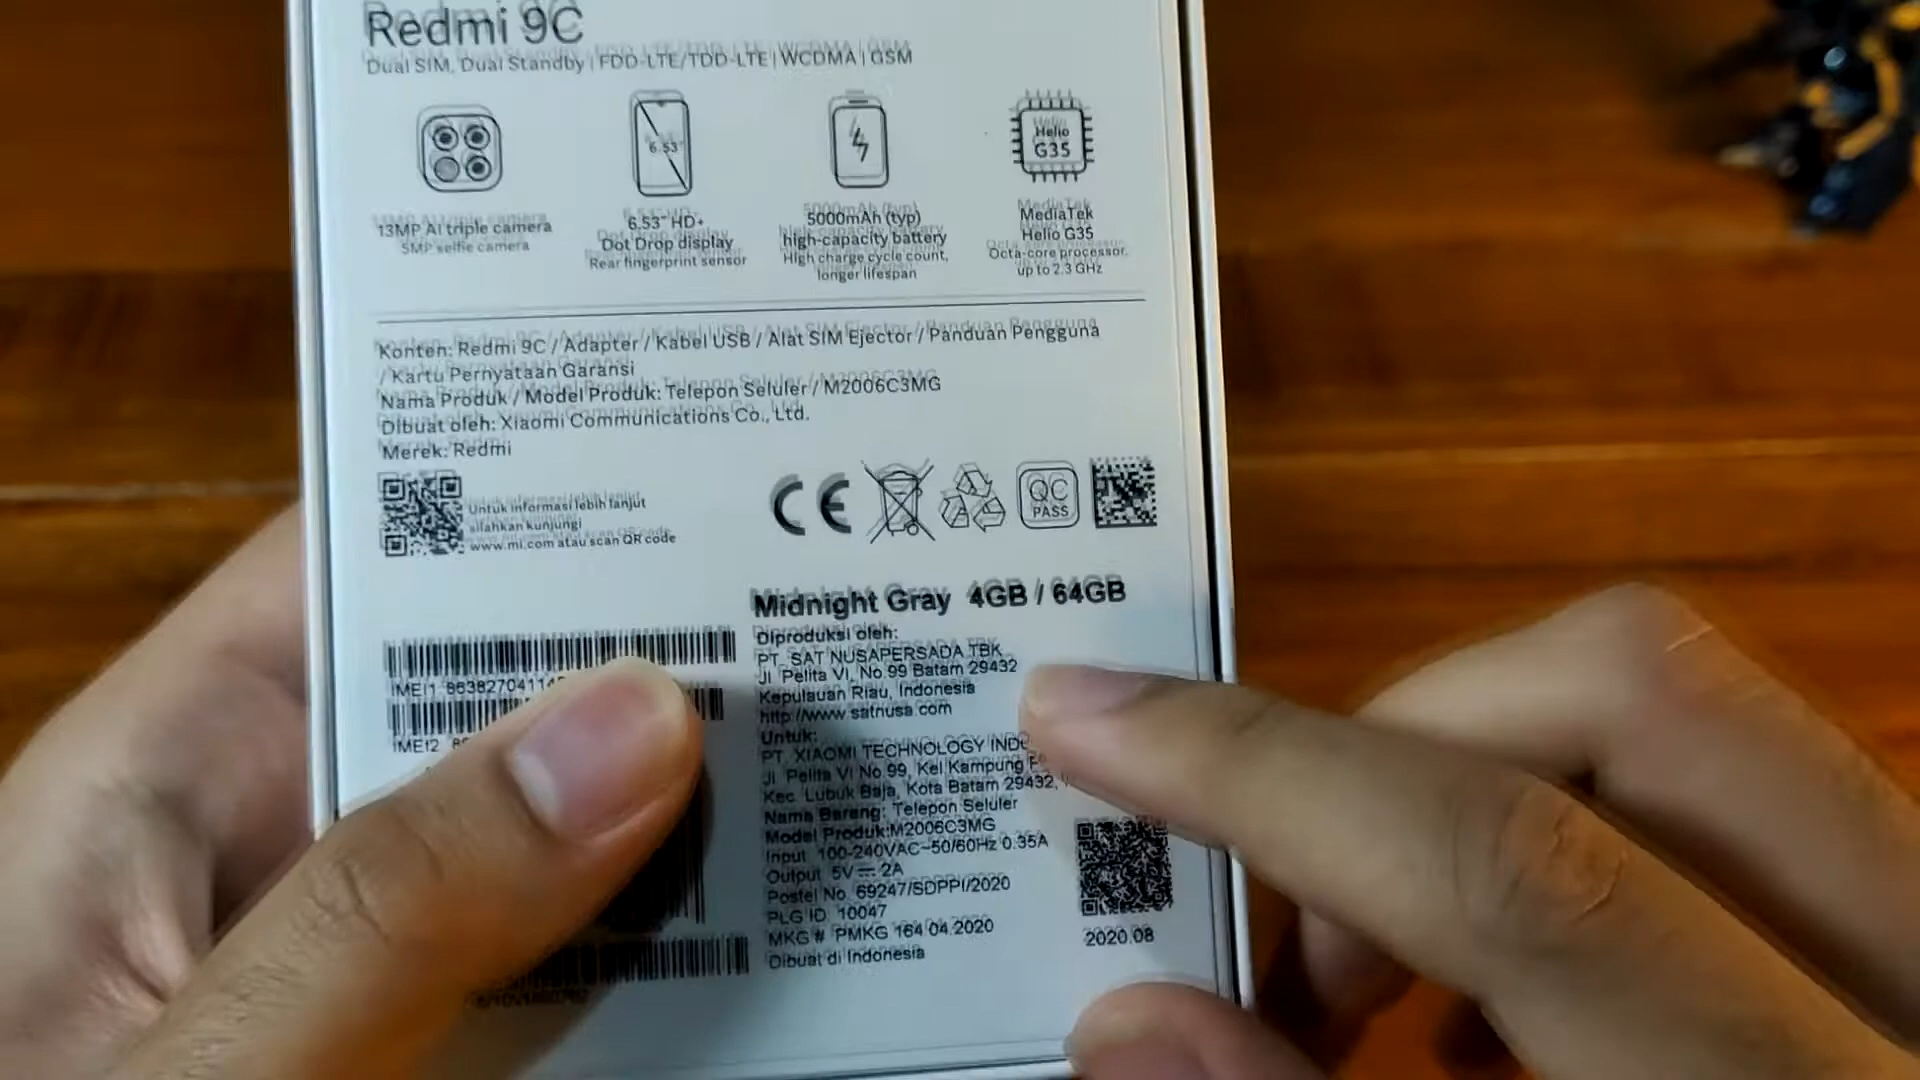 Redmi 9C
Dual SIM, Dual Standby | FDD-LTE/TDD-LTE | WCDMA | GSM
6.53"
Helio
G35
13MP AI triple camera
5MP selfie camera
6.53" HD+
Dot Drop display
Rear fingerprint sensor
5000mAh (typ)
high-capacity battery
High charge cycle count,
longer lifespan
MediaTek
Helio G35
Octa-core processor,
up to 2.3 GHz
Konten: Redmi 9C / Adapter / Kabel USB / Alat SIM Ejector / Panduan Pengguna
/ Kartu Pernyataan Garansi
Nama Produk / Model Produk: Telepon Seluler / M2006C3MG
Dibuat oleh: Xiaomi Communications Co., Ltd.
Merek: Redmi
Untuk informasi lebih lanjut
silahkan kunjungi
www.mi.com atau scan QR code
CE
QC
PASS
Midnight Gray 4GB / 64GB
Diproduksi oleh:
PT. SAT NUSAPERSADA TBK
Jl. Pelita VI, No.99 Batam 29432
Kepulauan Riau, Indonesia
http://www.satnusa.com
Untuk:
PT. XIAOMI TECHNOLOGY
Jl. Pelita VI No.99, Kel Kampung
Kec. Lubuk Baja, Kota Batam 29432,
Nama Barang: Telepon Seluler
Model Produk:M2006C3MG
Input 100-240VAC~50/60Hz 0.35A
Output 5V⎓2A
Postel No. 69247/SDPPI/2020
PLG ID: 10047
MKG # PMKG 164.04.2020
Dibuat di Indonesia
2020.08
IMEI1
IMEI2